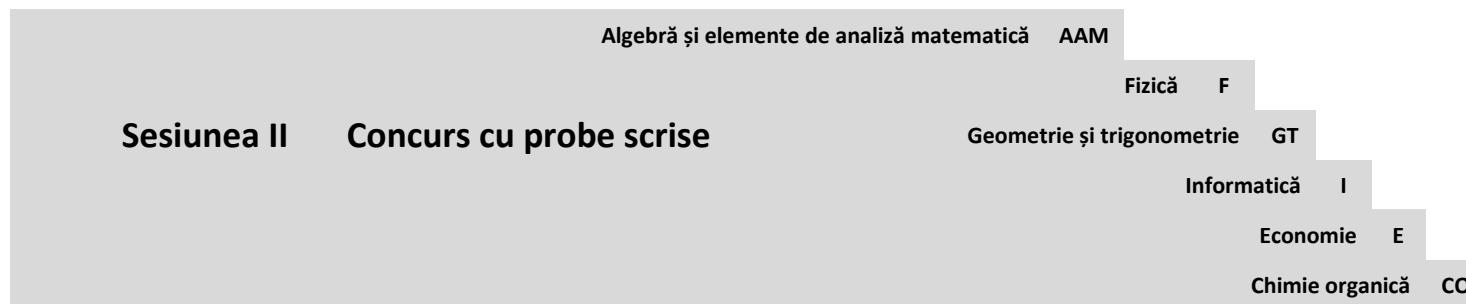 Algebră și elemente de analiză matematică AAM
Fizică F
Sesiunea II Concurs cu probe scrise Geometrie și trigonometrie GT
Informatică I
Economie E
Chimie organică CO